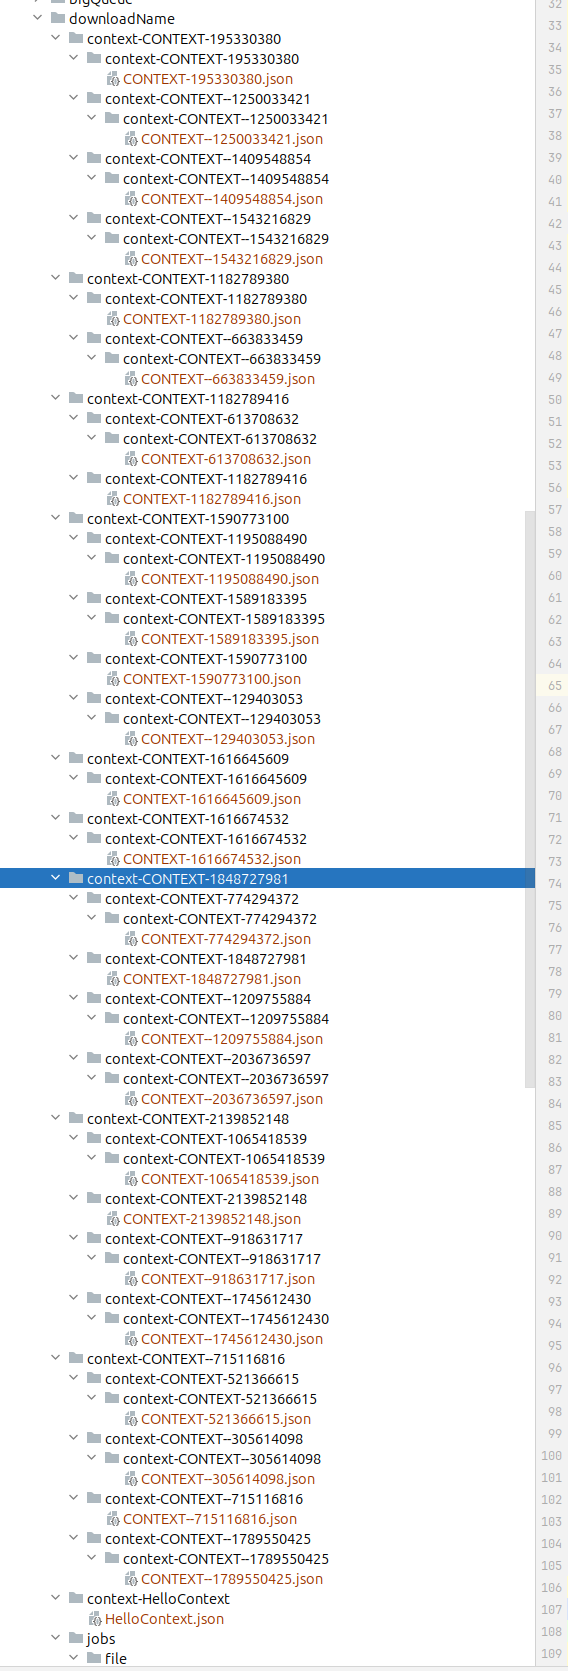 downloadName
context-CONTEXT-195330380
context-CONTEXT-195330380
CONTEXT-195330380.json
context-CONTEXT--1250033421
context-CONTEXT--1250033421
CONTEXT--1250033421.json
context-CONTEXT--1409548854
context-CONTEXT--1409548854
CONTEXT--1409548854.json
context-CONTEXT--1543216829
context-CONTEXT--1543216829
CONTEXT--1543216829.json
context-CONTEXT-1182789380
context-CONTEXT-1182789380
CONTEXT-1182789380.json
context-CONTEXT--663833459
context-CONTEXT--663833459
CONTEXT--663833459.json
context-CONTEXT-1182789416
context-CONTEXT-613708632
context-CONTEXT-613708632
CONTEXT-613708632.json
context-CONTEXT-1182789416
CONTEXT-1182789416.json
context-CONTEXT-1590773100
context-CONTEXT-1195088490
context-CONTEXT-1195088490
CONTEXT-1195088490.json
context-CONTEXT-1589183395
context-CONTEXT-1589183395
CONTEXT-1589183395.json
context-CONTEXT-1590773100
CONTEXT-1590773100.json
context-CONTEXT--129403053
context-CONTEXT--129403053
CONTEXT--129403053.json
context-CONTEXT-1616645609
context-CONTEXT-1616645609
CONTEXT-1616645609.json
context-CONTEXT-1616674532
context-CONTEXT-1616674532
CONTEXT-1616674532.json
context-CONTEXT-1848727981
context-CONTEXT-774294372
context-CONTEXT-774294372
CONTEXT-774294372.json
context-CONTEXT-1848727981
CONTEXT-1848727981.json
context-CONTEXT--1209755884
context-CONTEXT--1209755884
CONTEXT--1209755884.json
context-CONTEXT--2036736597
context-CONTEXT--2036736597
CONTEXT--2036736597.json
context-CONTEXT-2139852148
context-CONTEXT-1065418539
context-CONTEXT-1065418539
CONTEXT-1065418539.json
context-CONTEXT-2139852148
CONTEXT-2139852148.json
context-CONTEXT--918631717
context-CONTEXT--918631717
CONTEXT--918631717.json
context-CONTEXT--1745612430
context-CONTEXT--1745612430
CONTEXT--1745612430.json
context-CONTEXT--715116816
context-CONTEXT-521366615
context-CONTEXT-521366615
CONTEXT-521366615.json
context-CONTEXT--305614098
context-CONTEXT--305614098
CONTEXT--305614098.json
context-CONTEXT--715116816
CONTEXT--715116816.json
context-CONTEXT--1789550425
context-CONTEXT--1789550425
CONTEXT--1789550425.json
context-HelloContext
HelloContext.json
jobs
file
32
33
34
35
36
37
38
39
40
41
42
43
44
45
46
47
48
49
50
51
52
53
54
55
56
57
58
59
60
61
62
63
64
65
66
67
68
69
70
71
72
73
74
75
76
77
78
79
80
81
82
83
84
85
86
87
88
89
90
91
92
93
94
95
96
97
98
99
100
101
102
103
104
105
106
107
108
109